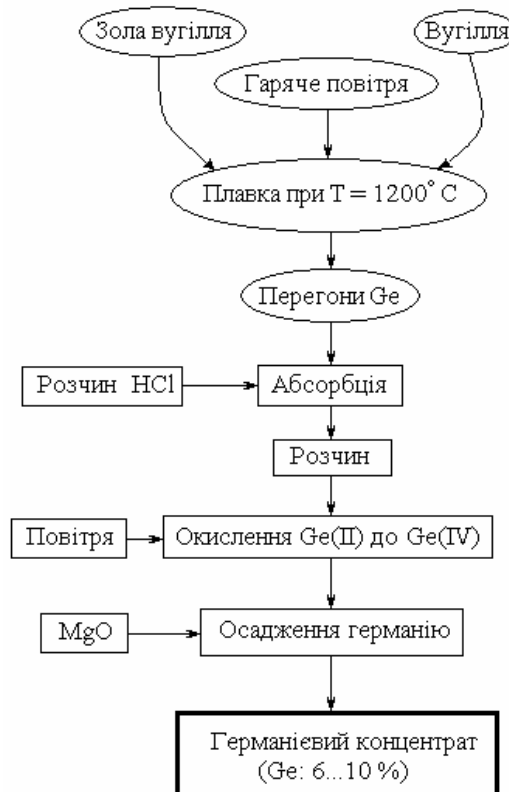 Зола вугілля
Вугілля
Гаряче повітря
Плавка при T = 1200° C
Перегони Ge
Розчин HCl
Абсорбція
Розчин
Повітря
Окислення Ge(II) до Ge(IV)
MgO
Осадження германію
Германієвий концентрат
(Ge: 6...10 %)